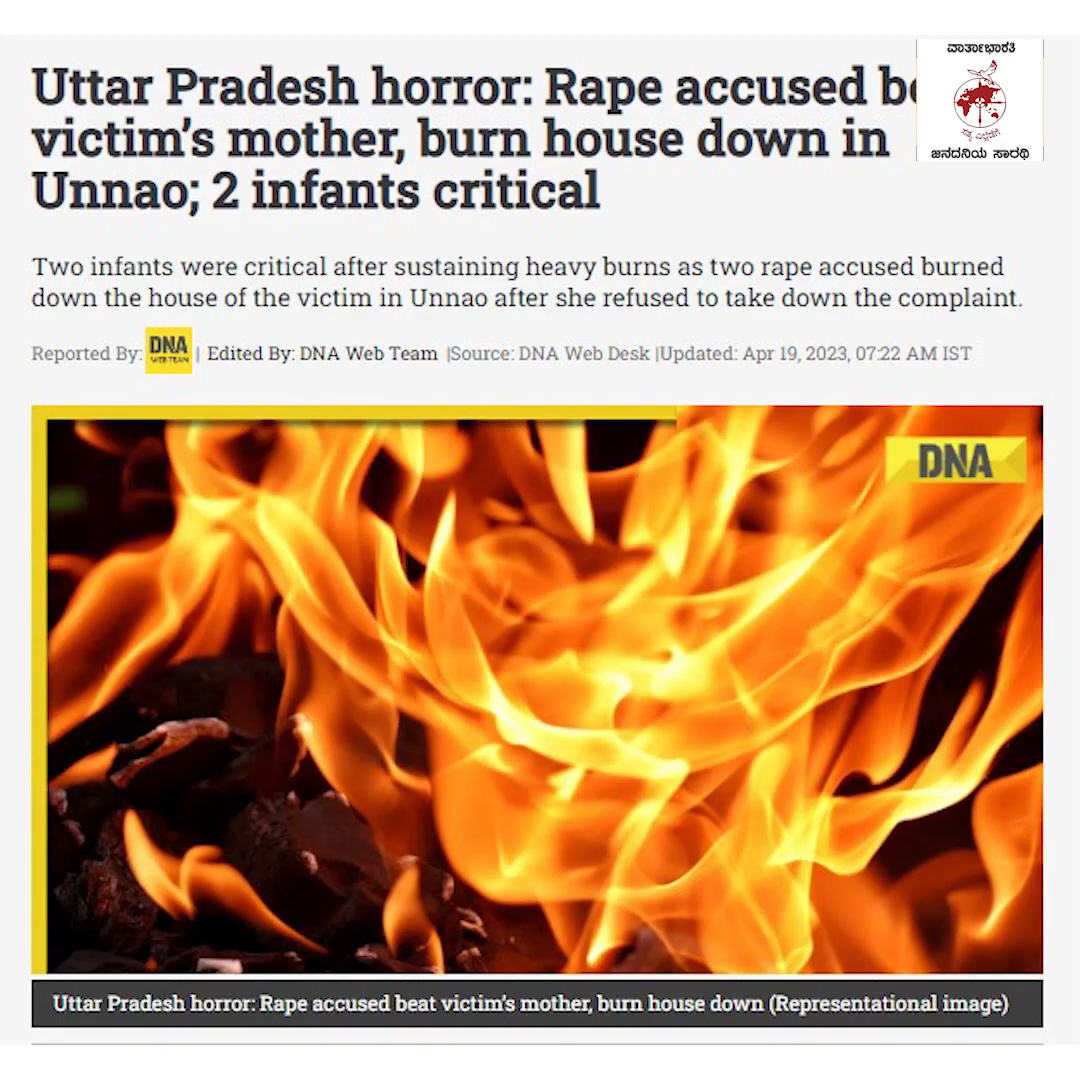 Uttar Pradesh horror: Rape accused
victim's mother, burn house down in
Unnao; 2 infants critical
ವಾರ್ತಾಭಾರತಿ
ಜನದನಿಯ ಸಾರಥಿ
Two infants were critical after sustaining heavy burns as two rape accused burned
down the house of the victim in Unnao after she refused to take down the complaint.
Reported By: DNA WEB TEAM | Edited By: DNA Web Team |Source: DNA Web Desk |Updated: Apr 19, 2023, 07:22 AM IST
DNA
Uttar Pradesh horror: Rape accused beat victim's mother, burn house down (Representational image)